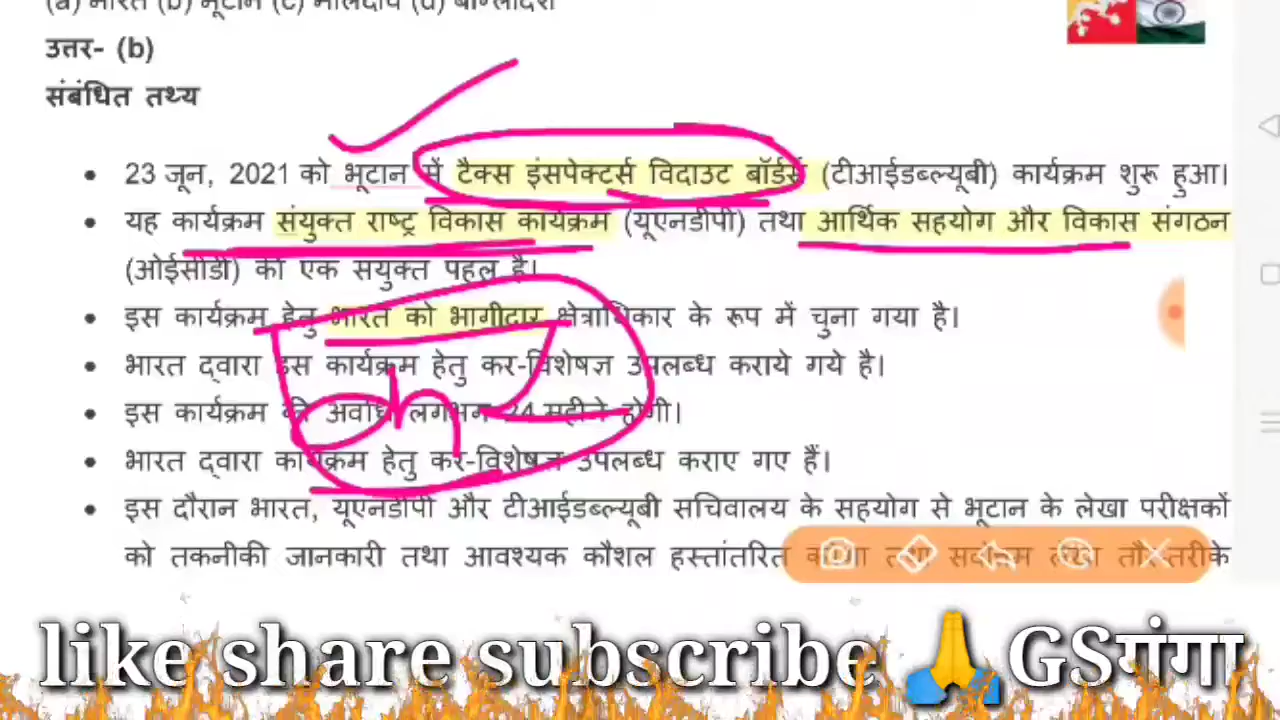 (a) भारत (b) भूटान (c) मालदीव (d) बांग्लादेश
उत्तर- (b)
संबंधित तथ्य
• 23 जून, 2021 को भूटान में टैक्स इंसपेक्टर्स विदाउट बॉर्डर्स (टीआईडब्ल्यूबी) कार्यक्रम शुरू हुआ।
• यह कार्यक्रम संयुक्त राष्ट्र विकास कार्यक्रम (यूएनडीपी) तथा आर्थिक सहयोग और विकास संगठन
(ओईसीडी) की एक संयुक्त पहल है।
• इस कार्यक्रम हेतु भारत को भागीदार क्षेत्राधिकार के रूप में चुना गया है।
• भारत द्वारा इस कार्यक्रम हेतु कर-विशेषज्ञ उपलब्ध कराये गये है।
• इस कार्यक्रम की अवधि लगभग 24 महीने होगी।
• भारत द्वारा कार्यक्रम हेतु कर-विशेषज्ञ उपलब्ध कराए गए हैं।
• इस दौरान भारत, यूएनडीपी और टीआईडब्ल्यूबी सचिवालय के सहयोग से भूटान के लेखा परीक्षकों
को तकनीकी जानकारी तथा आवश्यक कौशल हस्तांतरित तरीके
like share subscribe 🙏 GSगंगा